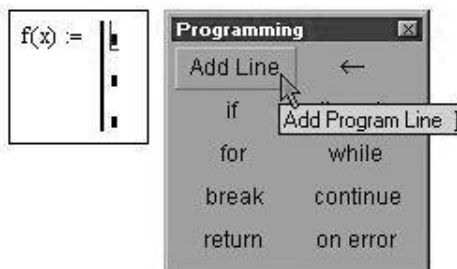 f(x) :=
Programming
Add Line ←
if
Add Program Line ]
for while
break continue
return on error